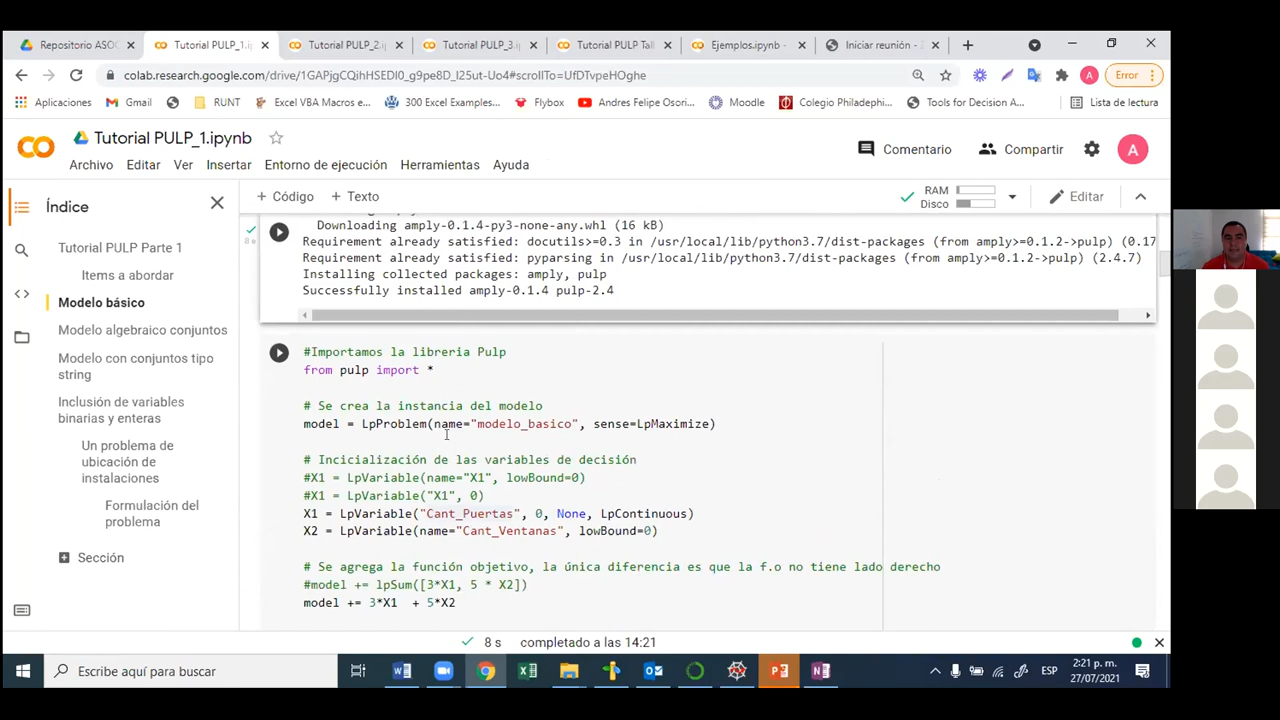 Repositorio ASO
Tutorial PULP_1.i
Tutorial PULP_2.i
Tutorial PULP_3.i
Tutorial PULP Tall
Ejemplos.ipynb -
Iniciar reunión - Z
colab.research.google.com/drive/1GAPjgCQihHSEDI0_g9pe8D_I25ut-Uo4#scrollTo=UfDTvpeHOghe
A
Error
Aplicaciones
Gmail
RUNT
Excel VBA Macros e...
300 Excel Examples...
Flybox
Andres Felipe Osori...
Moodle
Colegio Philadelphi...
Tools for Decision A...
Lista de lectura
CO
Tutorial PULP_1.ipynb
Comentario
Compartir
A
Archivo Editar Ver Insertar Entorno de ejecución Herramientas Ayuda
+ Código + Texto
RAM
Disco
Editar
Índice
Tutorial PULP Parte 1
Items a abordar
Modelo básico
Modelo algebraico conjuntos
Modelo con conjuntos tipo
string
Inclusión de variables
binarias y enteras
Un problema de
ubicación de
instalaciones
Formulación del
problema
Sección
8 s
Downloading amply-0.1.4-py3-none-any.whl (16 kB)
Requirement already satisfied: docutils>=0.3 in /usr/local/lib/python3.7/dist-packages (from amply>=0.1.2->pulp) (0.17
Requirement already satisfied: pyparsing in /usr/local/lib/python3.7/dist-packages (from amply>=0.1.2->pulp) (2.4.7)
Installing collected packages: amply, pulp
Successfully installed amply-0.1.4 pulp-2.4
#Importamos la libreria Pulp
from pulp import *
# Se crea la instancia del modelo
model = LpProblem(name="modelo_basico", sense=LpMaximize)
# Incicialización de las variables de decisión
#X1 = LpVariable(name="X1", lowBound=0)
#X1 = LpVariable("X1", 0)
X1 = LpVariable("Cant_Puertas", 0, None, LpContinuous)
X2 = LpVariable(name="Cant_Ventanas", lowBound=0)
# Se agrega la función objetivo, la única diferencia es que la f.o no tiene lado derecho
#model += lpSum([3*X1, 5 * X2])
model += 3*X1 + 5*X2
8 s completado a las 14:21
Escribe aquí para buscar
ESP
2:21 p. m.
27/07/2021